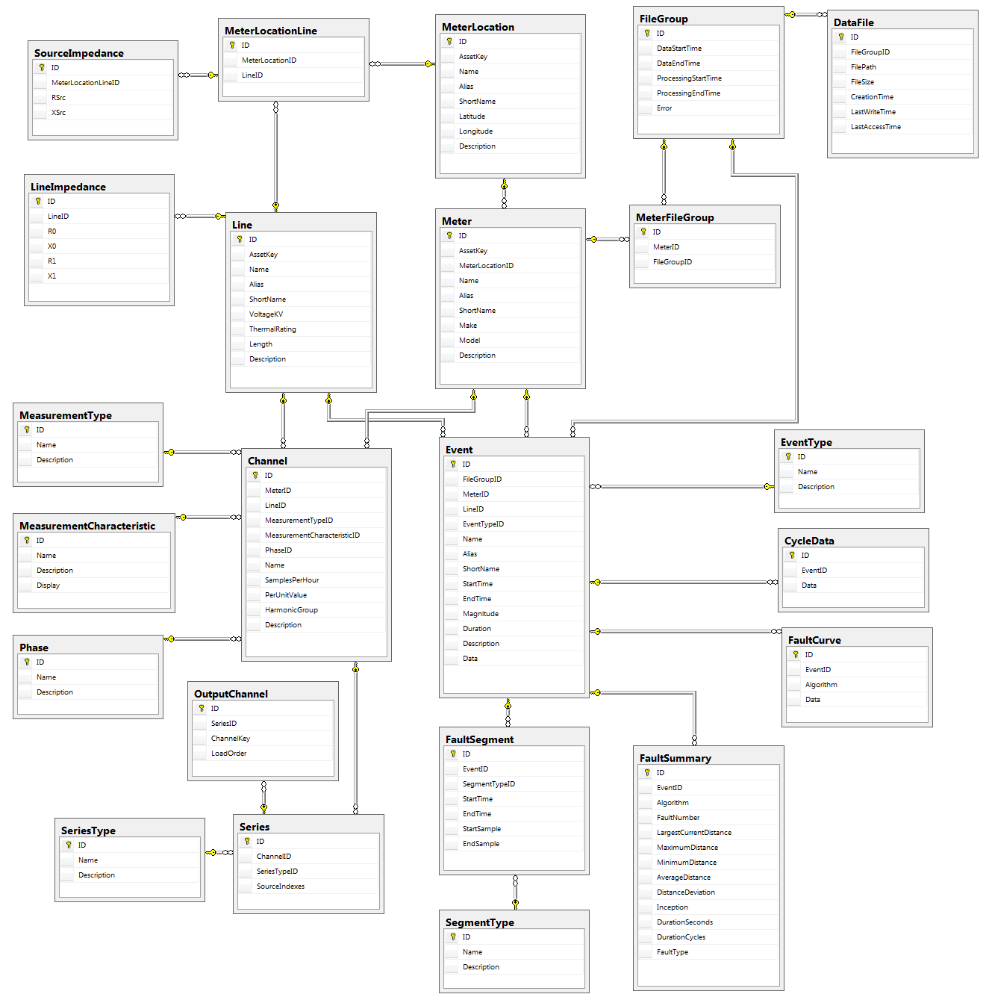 SourceImpedance
ID
MeterLocationLineID
RSrc
XSrc
MeterLocationLine
ID
MeterLocationID
LineID
MeterLocation
ID
AssetKey
Name
Alias
ShortName
Latitude
Longitude
Description
FileGroup
ID
DataStartTime
DataEndTime
ProcessingStartTime
ProcessingEndTime
Error
DataFile
ID
FileGroupID
FilePath
FileSize
CreationTime
LastWriteTime
LastAccessTime
LineImpedance
ID
LineID
R0
X0
R1
X1
Line
ID
AssetKey
Name
Alias
ShortName
VoltageKV
ThermalRating
Length
Description
Meter
ID
AssetKey
MeterLocationID
Name
Alias
ShortName
Make
Model
Description
MeterFileGroup
ID
MeterID
FileGroupID
MeasurementType
ID
Name
Description
MeasurementCharacteristic
ID
Name
Description
Display
Phase
ID
Name
Description
Channel
ID
MeterID
LineID
MeasurementTypeID
MeasurementCharacteristicID
PhaseID
Name
SamplesPerHour
PerUnitValue
HarmonicGroup
Description
Event
ID
FileGroupID
MeterID
LineID
EventTypeID
Name
Alias
ShortName
StartTime
EndTime
Magnitude
Duration
Description
Data
EventType
ID
Name
Description
CycleData
ID
EventID
Data
FaultCurve
ID
EventID
Algorithm
Data
OutputChannel
ID
SeriesID
ChannelKey
LoadOrder
SeriesType
ID
Name
Description
Series
ID
ChannelID
SeriesTypeID
SourceIndexes
FaultSegment
ID
EventID
SegmentTypeID
StartTime
EndTime
StartSample
EndSample
SegmentType
ID
Name
Description
FaultSummary
ID
EventID
Algorithm
FaultNumber
LargestCurrentDistance
MaximumDistance
MinimumDistance
AverageDistance
DistanceDeviation
Inception
DurationSeconds
DurationCycles
FaultType